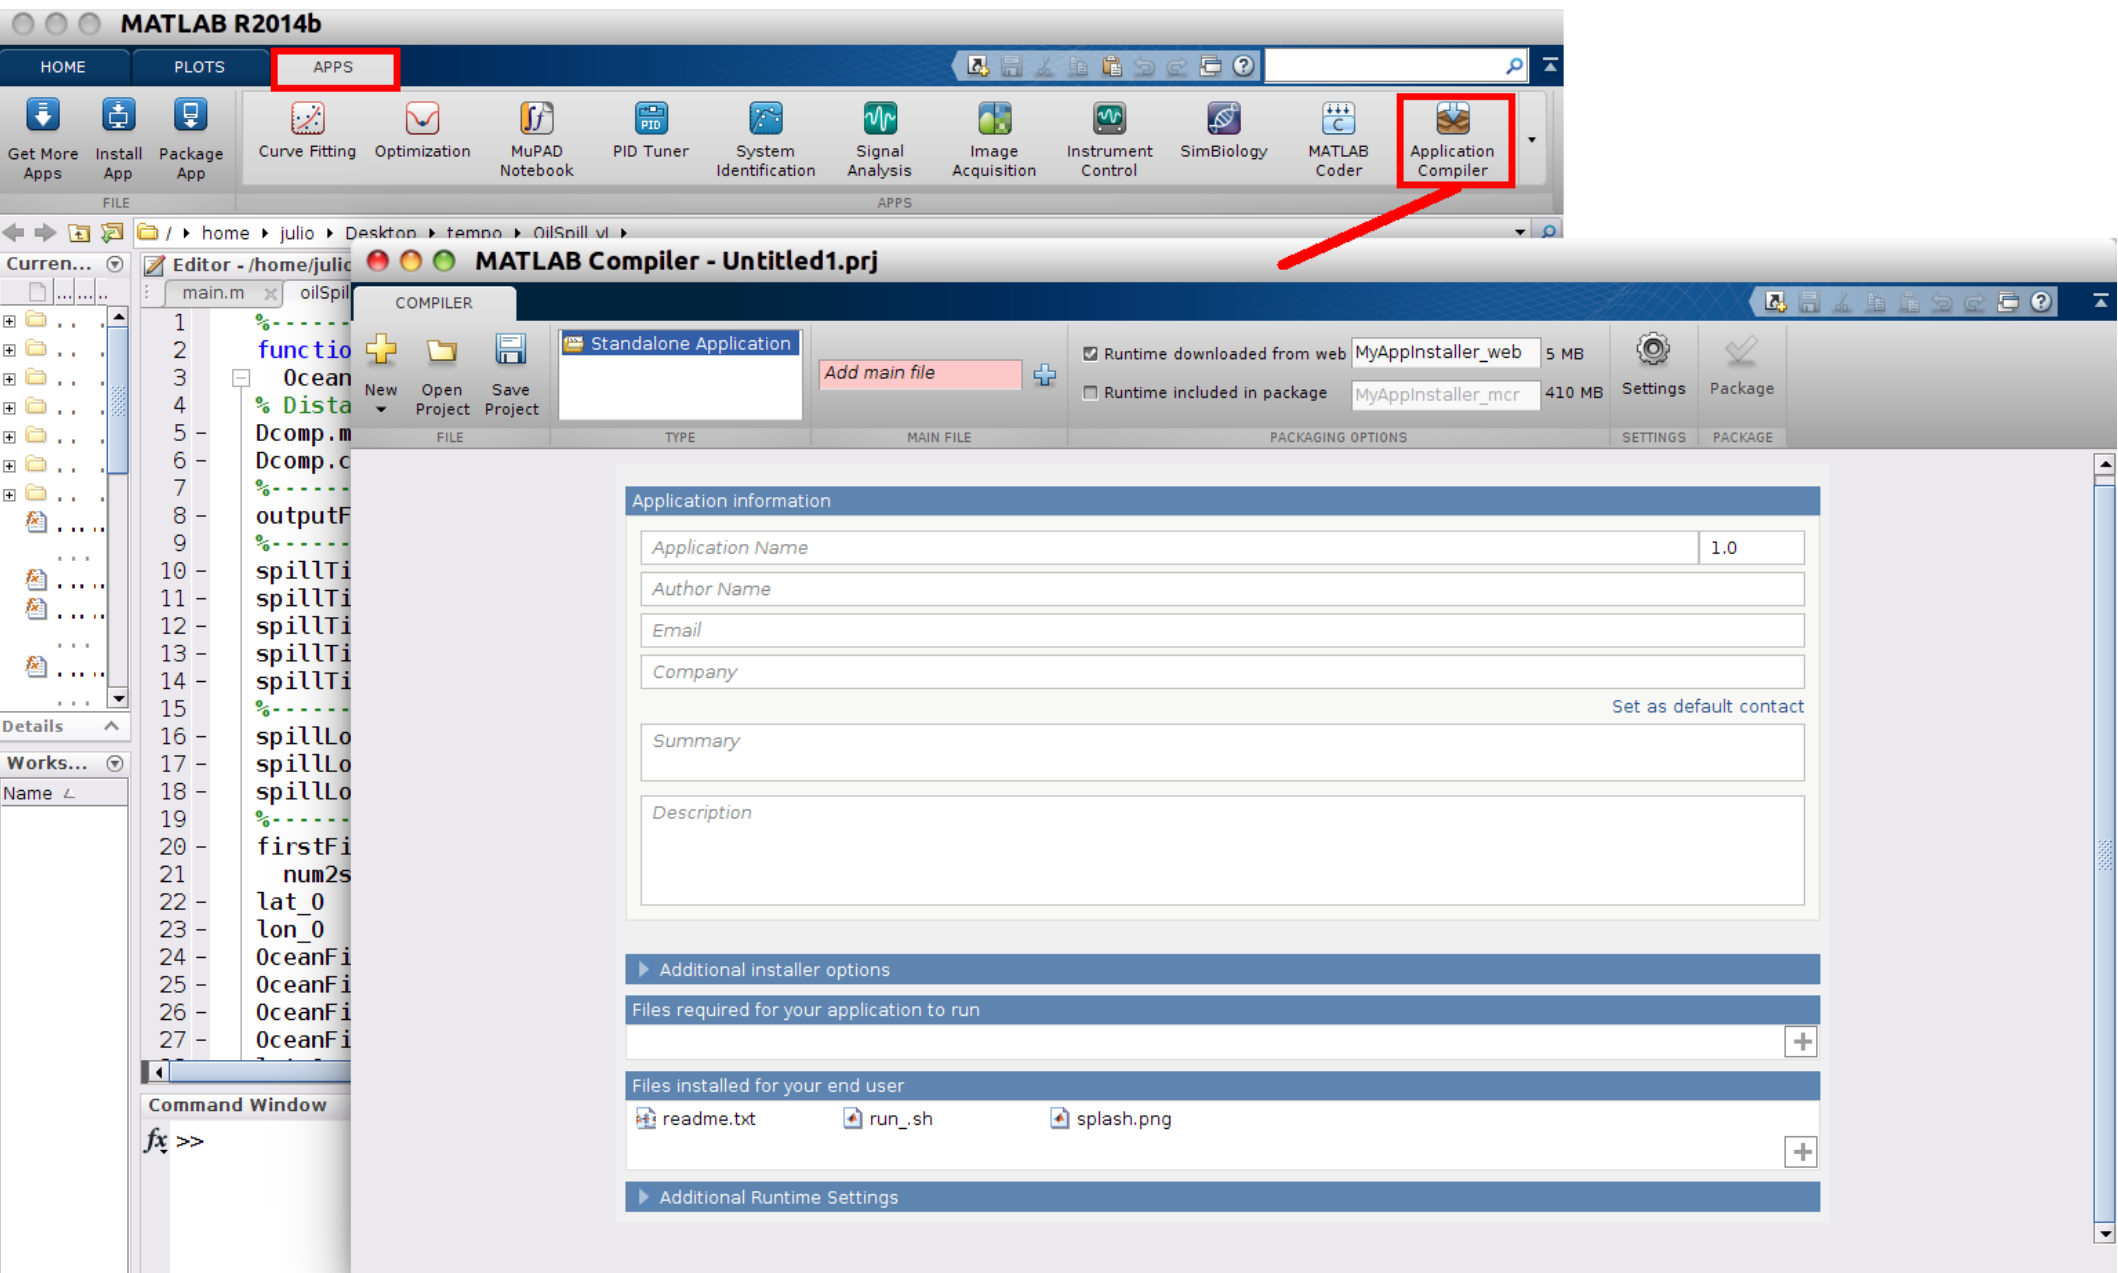 MATLAB R2014b
HOME PLOTS APPS
Get More Apps
Install App
Package App
Curve Fitting
Optimization
MuPAD Notebook
PID
PID Tuner
System Identification
Signal Analysis
Image Acquisition
Instrument Control
SimBiology
C
MATLAB Coder
Application Compiler
FILE APPS
/ home julio Desktop tempo OilSpill_vl
Curren...
Editor - /home/julio
main.m oilSpil
1 %------
2 functio
3 Ocean
4 % Dista
5 - Dcomp.m
6 - Dcomp.c
7 %------
8 - outputF
9 %------
10 - spillTi
11 - spillTi
12 - spillTi
13 - spillTi
14 - spillTi
15 %------
16 - spillLo
17 - spillLo
18 - spillLo
19 %------
20 - firstFi
21 num2s
22 - lat_0
23 - lon_0
24 - OceanFi
25 - OceanFi
26 - OceanFi
27 - OceanFi
Details
Works...
Name
Command Window
fx >>
MATLAB Compiler - Untitled1.prj
COMPILER
New
Open Project
Save Project
Standalone Application
Add main file
Runtime downloaded from web MyAppInstaller_web 5 MB
Runtime included in package MyAppInstaller_mcr 410 MB
Settings
Package
FILE TYPE MAIN FILE PACKAGING OPTIONS SETTINGS PACKAGE
Application information
Application Name 1.0
Author Name
Email
Company
Set as default contact
Summary
Description
Additional installer options
Files required for your application to run
Files installed for your end user
readme.txt run_.sh splash.png
Additional Runtime Settings